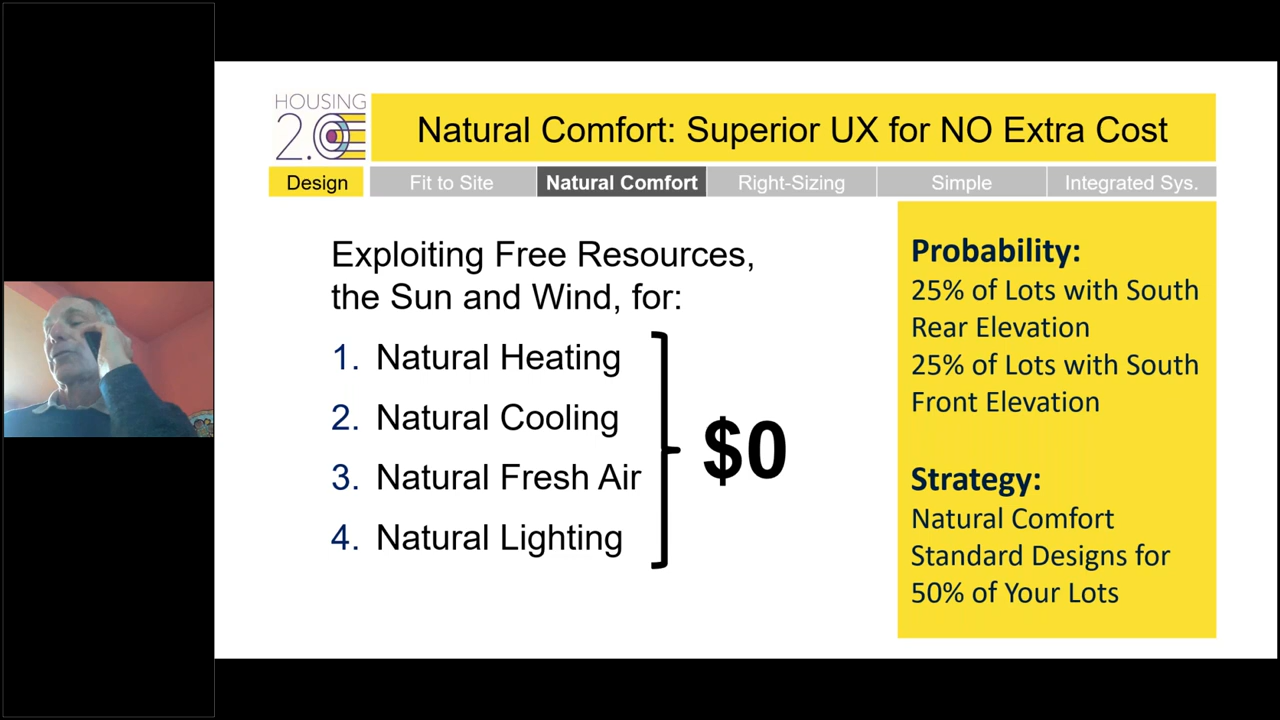 HOUSING
2.0
Natural Comfort: Superior UX for NO Extra Cost
Design
Fit to Site
Natural Comfort
Right-Sizing
Simple
Integrated Sys.
Exploiting Free Resources,
the Sun and Wind, for:
1. Natural Heating
2. Natural Cooling
3. Natural Fresh Air
4. Natural Lighting
$0
Probability:
25% of Lots with South
Rear Elevation
25% of Lots with South
Front Elevation
Strategy:
Natural Comfort
Standard Designs for
50% of Your Lots